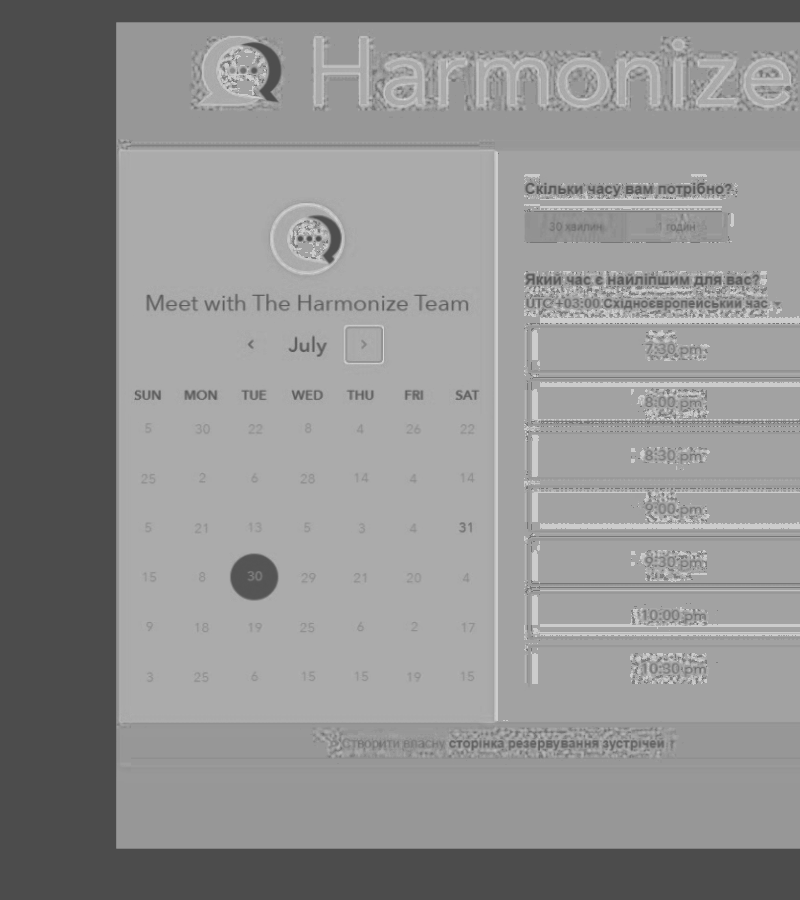 Harmonize
Meet with The Harmonize Team
July
SUN MON TUE WED THU FRI SAT
5 30 22 8 4 26 22
25 2 6 28 14 4 14
5 21 13 5 3 4 31
15 8 30 29 21 20 4
9 18 19 25 6 2 17
3 25 6 15 15 19 15
Скільки часу вам потрібно?
30 хвилин 1 годин
Який час є найліпшим для вас?
UTC +03:00 Східноєвропейський час
7:30 pm
8:00 pm
8:30 pm
9:00 pm
9:30 pm
10:00 pm
10:30 pm
Створити власну сторінка резервування зустрічей